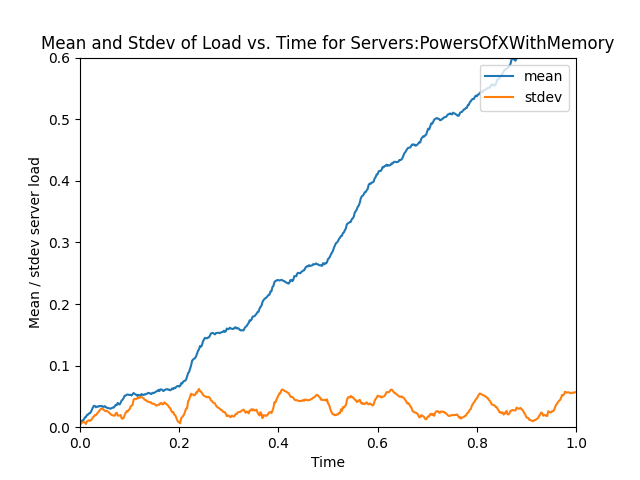 Mean and Stdev of Load vs. Time for Servers:PowersOfXWithMemory
mean
stdev
0.6
0.5
0.4
0.3
0.2
0.1
0.0
Mean / stdev server load
0.0 0.2 0.4 0.6 0.8 1.0
Time